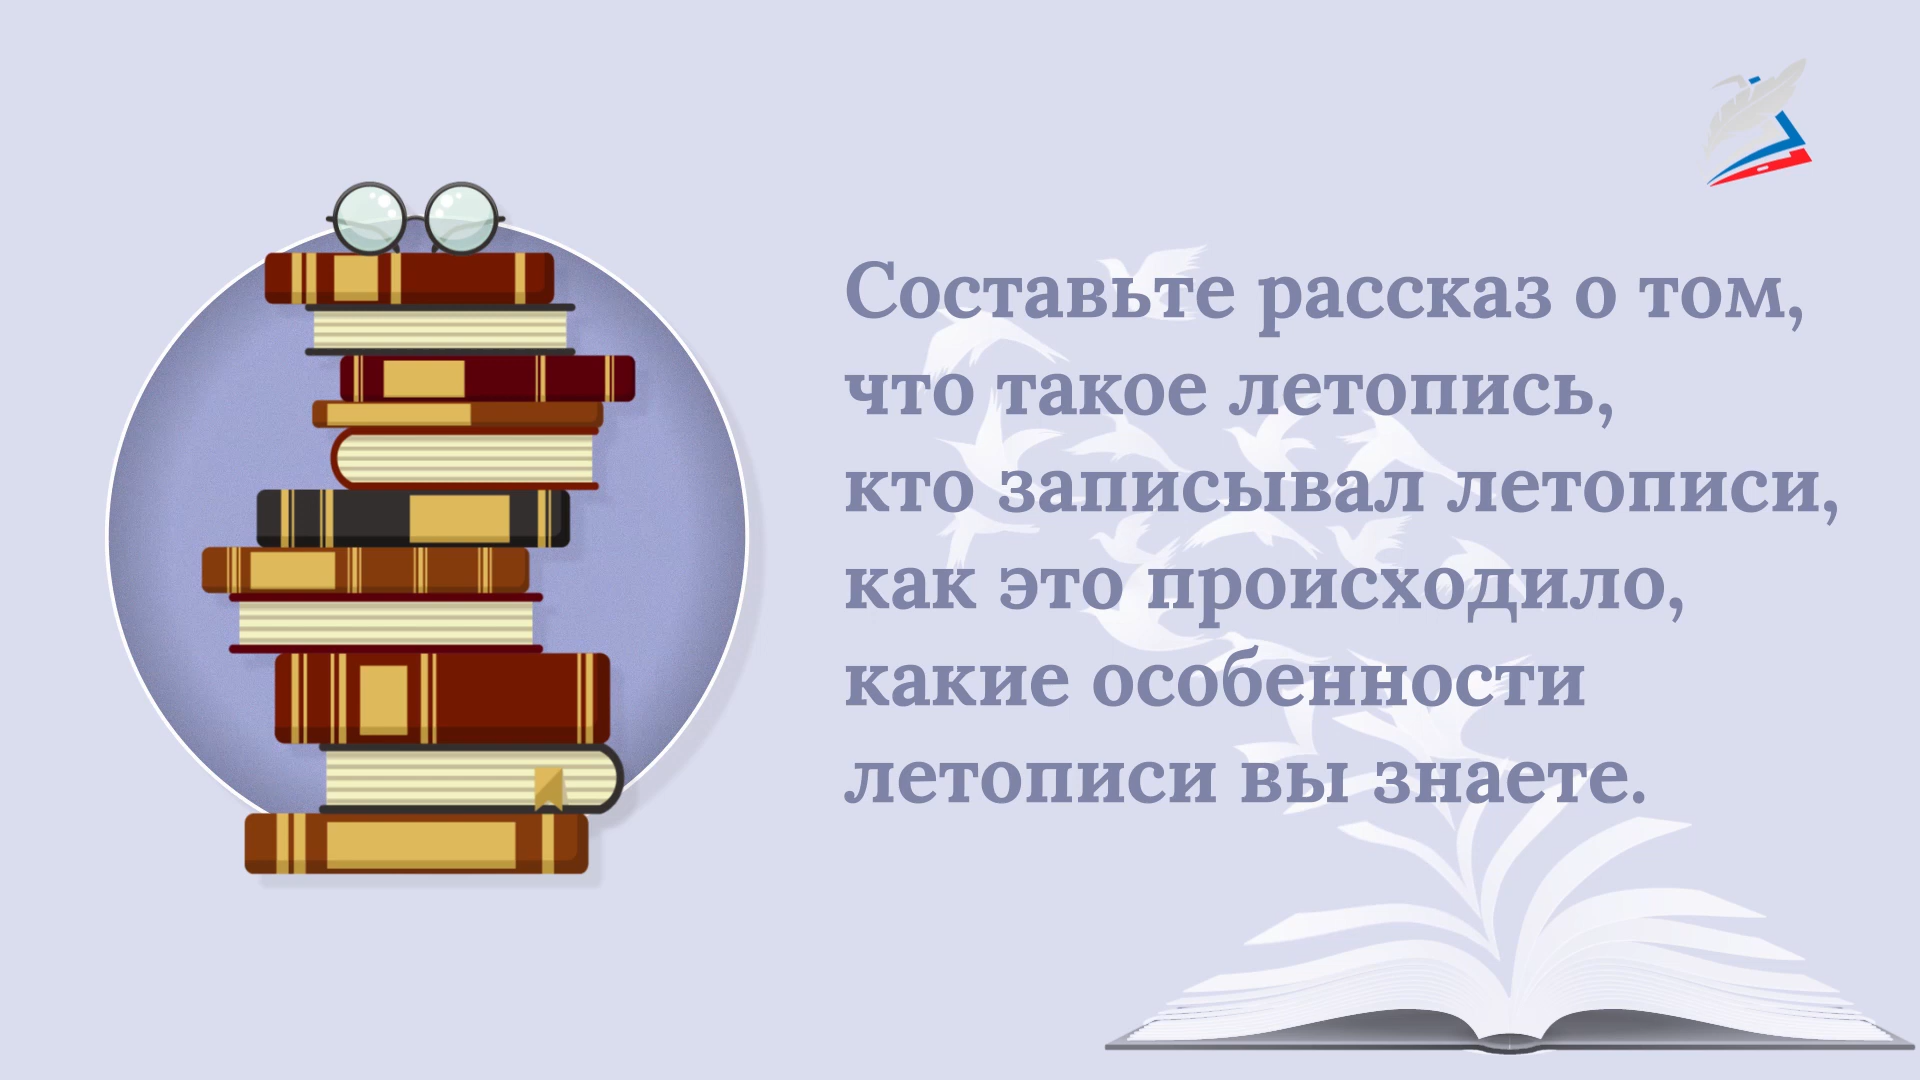 Составьте рассказ о том,
что такое летопись,
кто записывал летописи,
как это происходило,
какие особенности
летописи вы знаете.